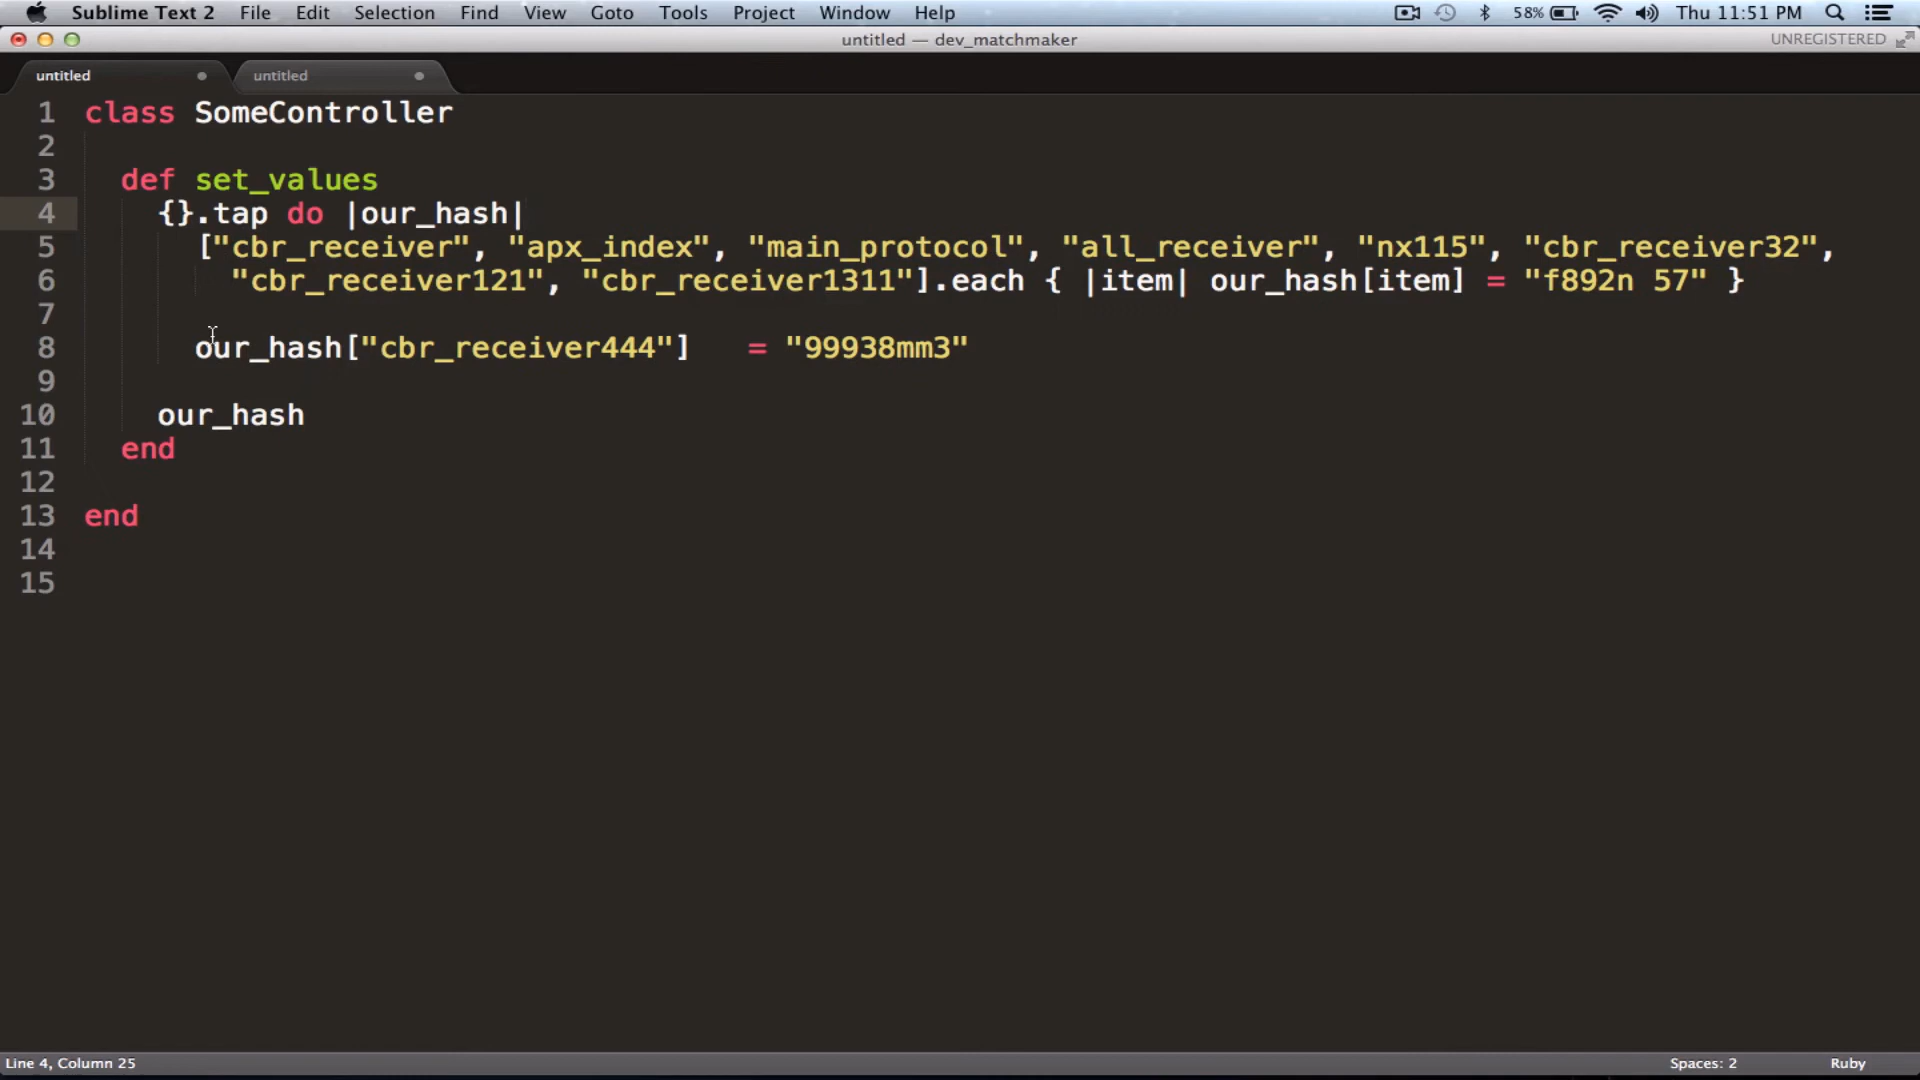 Sublime Text 2 File Edit Selection Find View Goto Tools Project Window Help 58% Thu 11:51 PM
untitled — dev_matchmaker UNREGISTERED
untitled untitled
1 class SomeController
2
3   def set_values
4     {}.tap do |our_hash|
5       ["cbr_receiver", "apx_index", "main_protocol", "all_receiver", "nx115", "cbr_receiver32",
6         "cbr_receiver121", "cbr_receiver1311"].each { |item| our_hash[item] = "f892n 57" }
7
8       our_hash["cbr_receiver444"]   = "99938mm3"
9
10     our_hash
11   end
12
13 end
14
15
Line 4, Column 25 Spaces: 2 Ruby